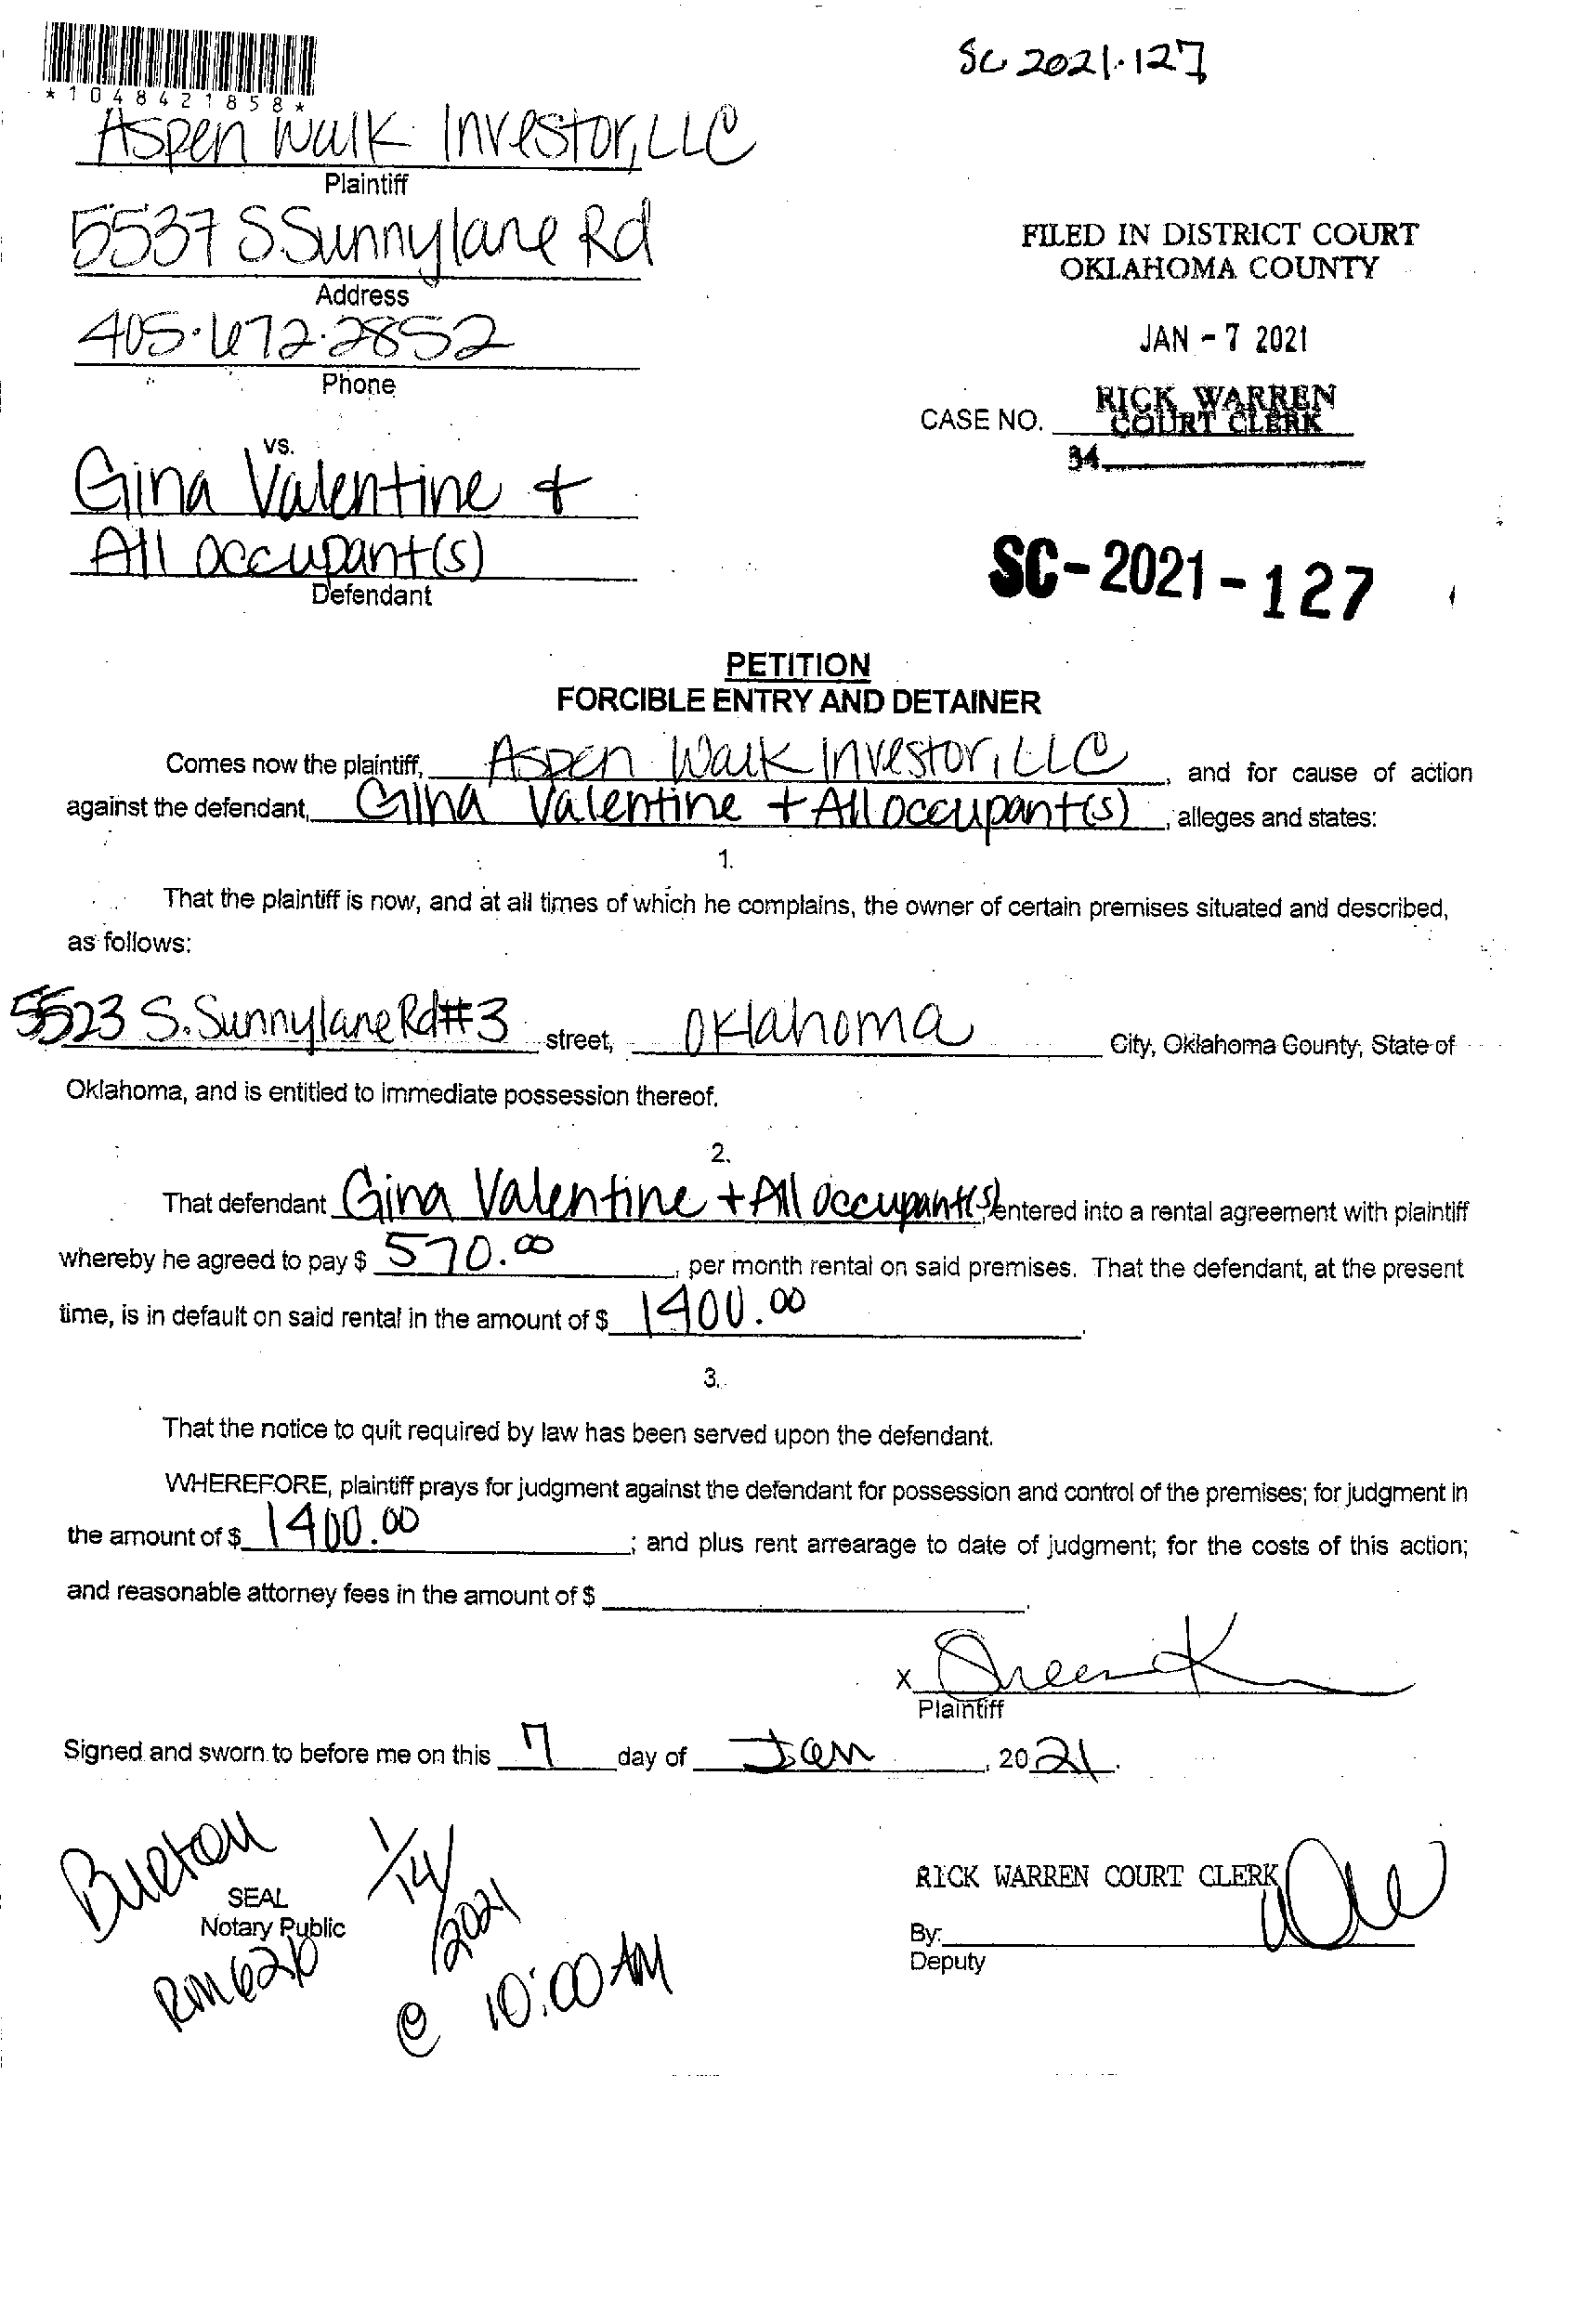 SC 2021-127
*1048421858*
Aspen Walk Investor, LLC
Plaintiff
5537 S Sunnylane Rd
Address
405.672.2852
Phone
vs.
Gina Valentine +
All occupant(s)
Defendant
FILED IN DISTRICT COURT
OKLAHOMA COUNTY
JAN - 7 2021
RICK WARREN
CASE NO. COURT CLERK
34
SC-2021-127
PETITION
FORCIBLE ENTRY AND DETAINER
Comes now the plaintiff, Aspen Walk Investor, LLC, and for cause of action
against the defendant, Gina Valentine + All occupant(s), alleges and states:
1.
That the plaintiff is now, and at all times of which he complains, the owner of certain premises situated and described,
as follows:
5523 S. Sunnylane Rd #3 street, Oklahoma City, Oklahoma County, State of
Oklahoma, and is entitled to immediate possession thereof.
2.
That defendant Gina Valentine + All occupant(s), entered into a rental agreement with plaintiff
whereby he agreed to pay $ 570.00, per month rental on said premises. That the defendant, at the present
time, is in default on said rental in the amount of $ 1400.00.
3.
That the notice to quit required by law has been served upon the defendant.
WHEREFORE, plaintiff prays for judgment against the defendant for possession and control of the premises; for judgment in
the amount of $ 1400.00; and plus rent arrearage to date of judgment; for the costs of this action;
and reasonable attorney fees in the amount of $ .
X
Plaintiff
Signed and sworn to before me on this 7 day of Jan, 2021.
Burton 1/14/2021
SEAL
Notary Public
@ 10:00 AM
RICK WARREN COURT CLERK
By:
Deputy